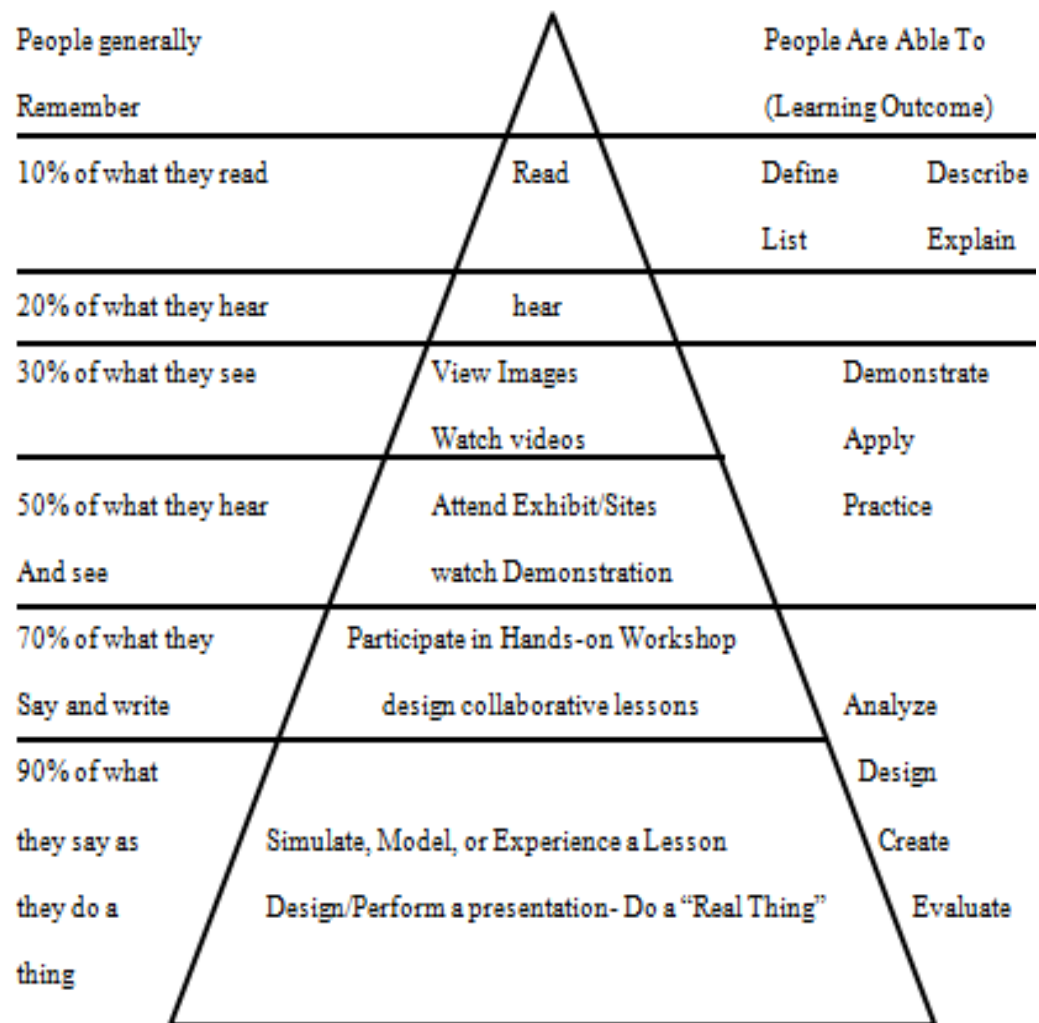 People generally People Are Able To
Remember (Learning Outcome)
10% of what they read Read Define Describe
List Explain
20% of what they hear hear
30% of what they see View Images Demonstrate
Watch videos Apply
50% of what they hear Attend Exhibit/Sites Practice
And see watch Demonstration
70% of what they Participate in Hands-on Workshop
Say and write design collaborative lessons Analyze
90% of what Design
they say as Simulate, Model, or Experience a Lesson Create
they do a Design/Perform a presentation- Do a “Real Thing” Evaluate
thing